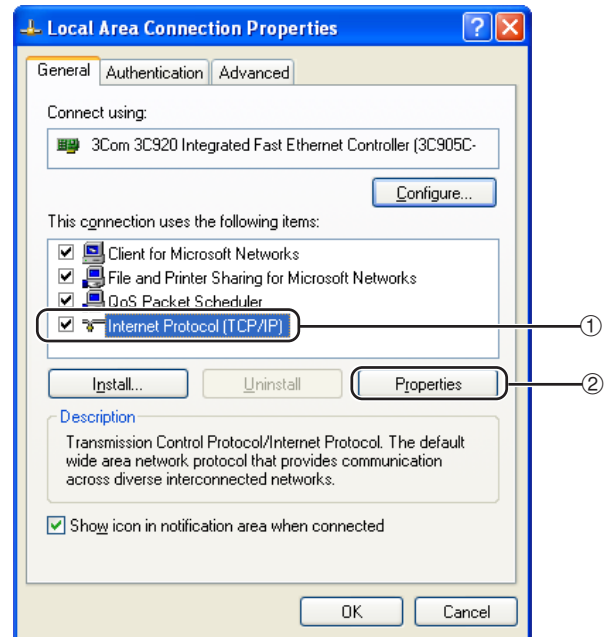 Local Area Connection Properties
General Authentication Advanced
Connect using:
3Com 3C920 Integrated Fast Ethernet Controller (3C905C-
Configure...
This connection uses the following items:
Client for Microsoft Networks
File and Printer Sharing for Microsoft Networks
QoS Packet Scheduler
Internet Protocol (TCP/IP)
①
Install... Uninstall Properties
②
Description
Transmission Control Protocol/Internet Protocol. The default
wide area network protocol that provides communication
across diverse interconnected networks.
Show icon in notification area when connected
OK Cancel